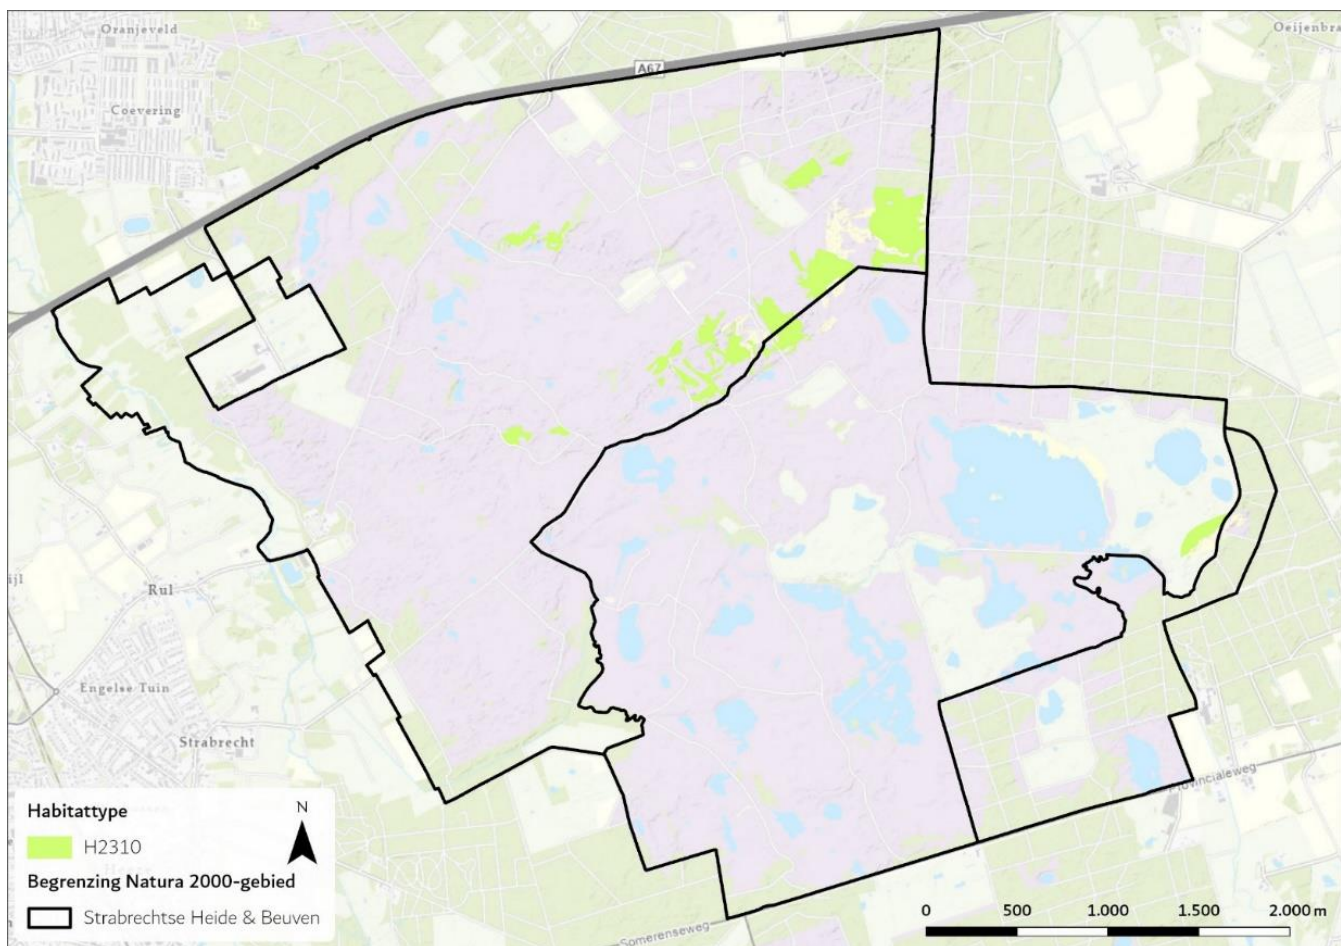 Oranjeveld
Coevering
A67
Rul
Engelse Tuin
Strabrecht
Provincialeweg
Somerenseweg
Habitattype
H2310
Begrenzing Natura 2000-gebied
Strabrechtse Heide & Beuven
N
0 500 1.000 1.500 2.000 m